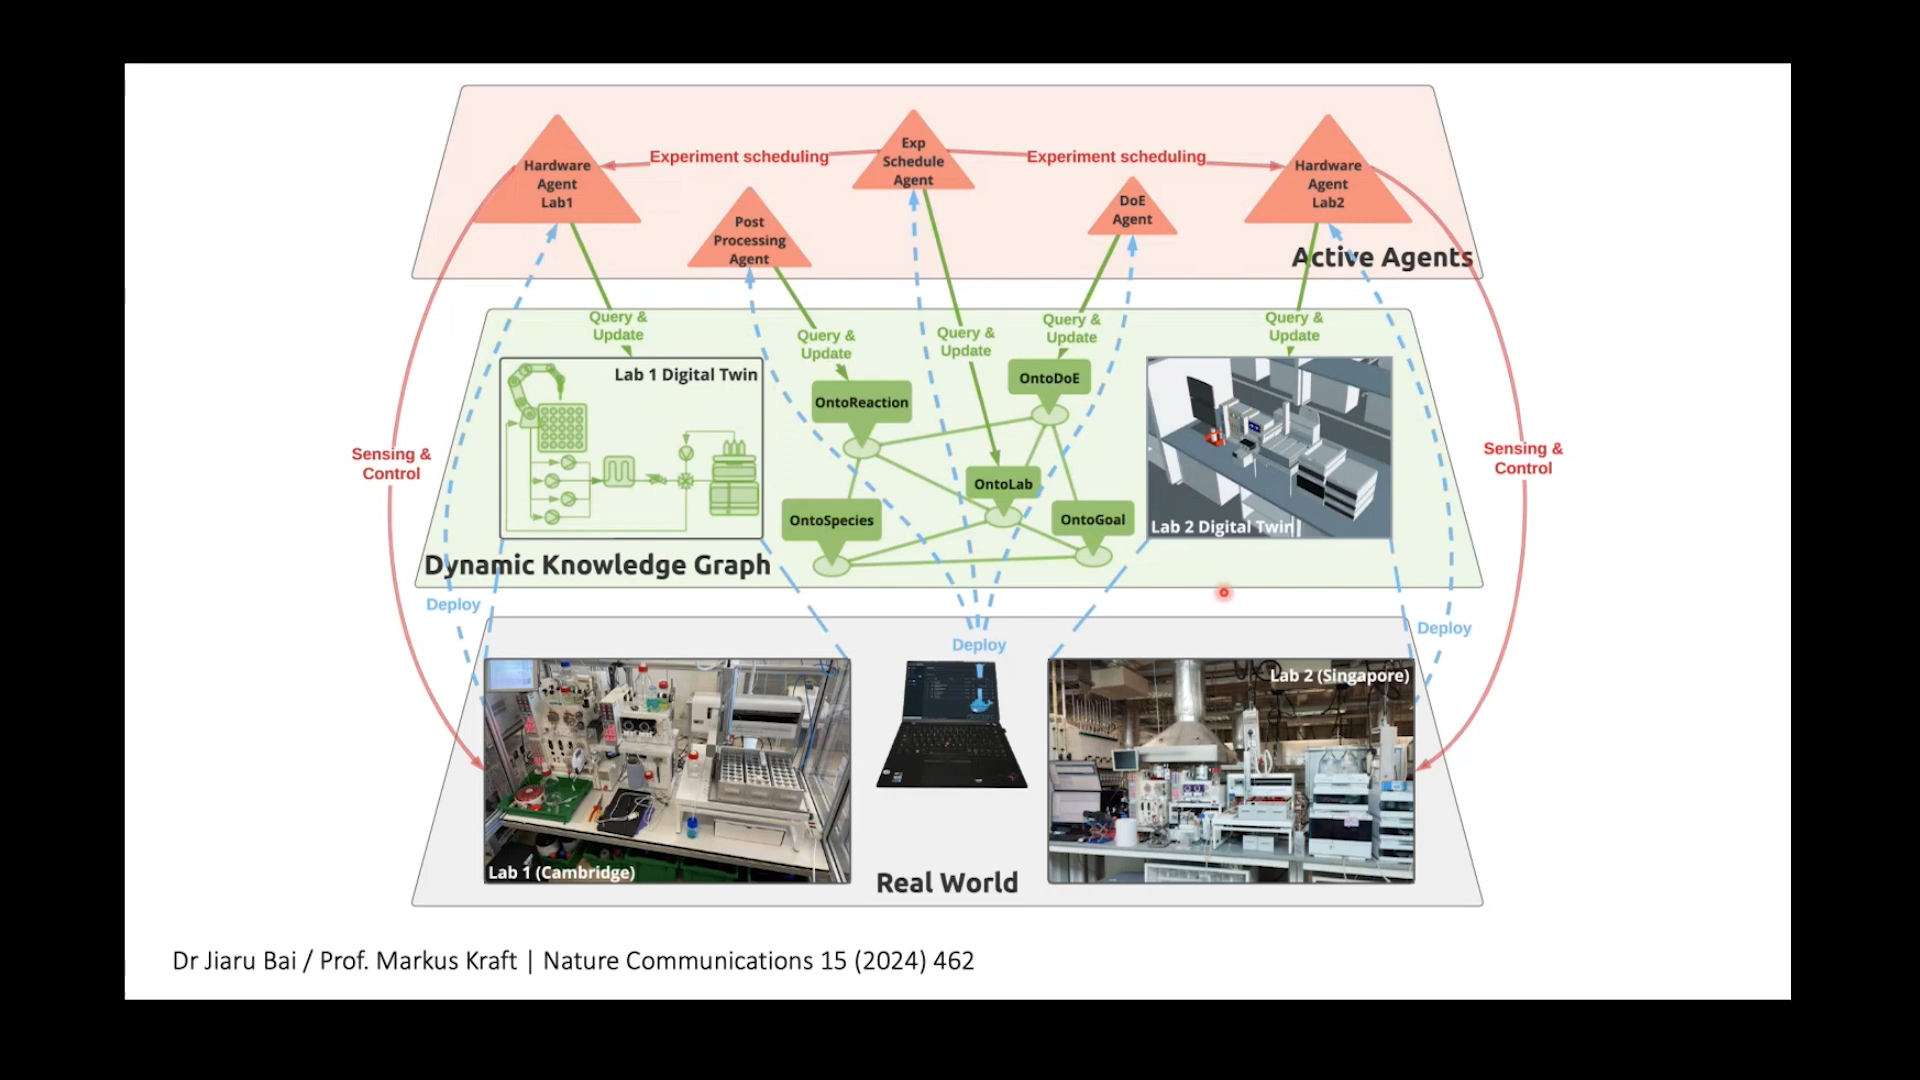 Exp
Schedule
Agent
Hardware
Agent
Lab1
Experiment scheduling
Experiment scheduling
Hardware
Agent
Lab2
Post
Processing
Agent
DoE
Agent
Active Agents
Query &
Update
Query &
Update
Query &
Update
Query &
Update
Query &
Update
Lab 1 Digital Twin
OntoReaction
OntoDoE
OntoLab
OntoSpecies
OntoGoal
Lab 2 Digital Twin
Sensing &
Control
Sensing &
Control
Dynamic Knowledge Graph
Deploy
Deploy
Deploy
Lab 1 (Cambridge)
Lab 2 (Singapore)
Real World
Dr Jiaru Bai / Prof. Markus Kraft | Nature Communications 15 (2024) 462